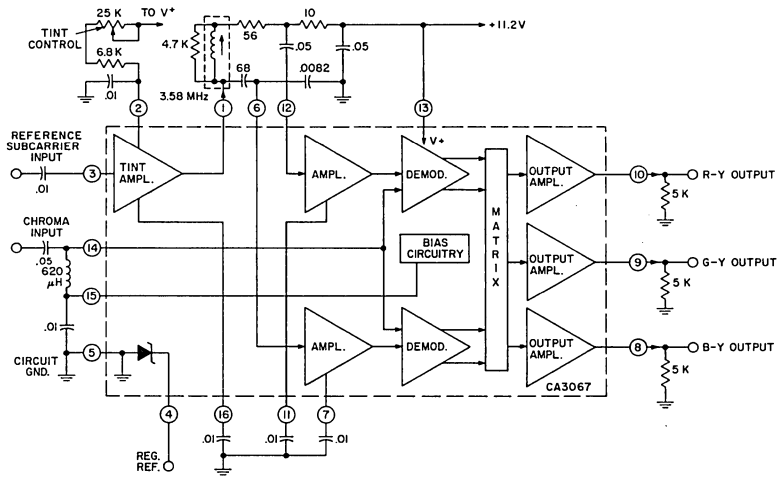 25 K
TO V+
TINT
CONTROL
6.8K
.01
4.7 K
56
10
.05
.05
+11.2V
68
.0082
3.58 MHz
2
1
6
12
13
REFERENCE
SUBCARRIER
INPUT
.01
3
TINT
AMPL.
AMPL.
V+
DEMOD.
OUTPUT
AMPL.
10
R-Y OUTPUT
5 K
CHROMA
INPUT
.05
14
620
μH
15
BIAS
CIRCUITRY
MATRIX
OUTPUT
AMPL.
9
G-Y OUTPUT
5 K
.01
CIRCUIT
GND.
5
AMPL.
DEMOD.
OUTPUT
AMPL.
8
B-Y OUTPUT
5 K
CA3067
4
16
11
7
.01
.01
.01
REG.
REF.